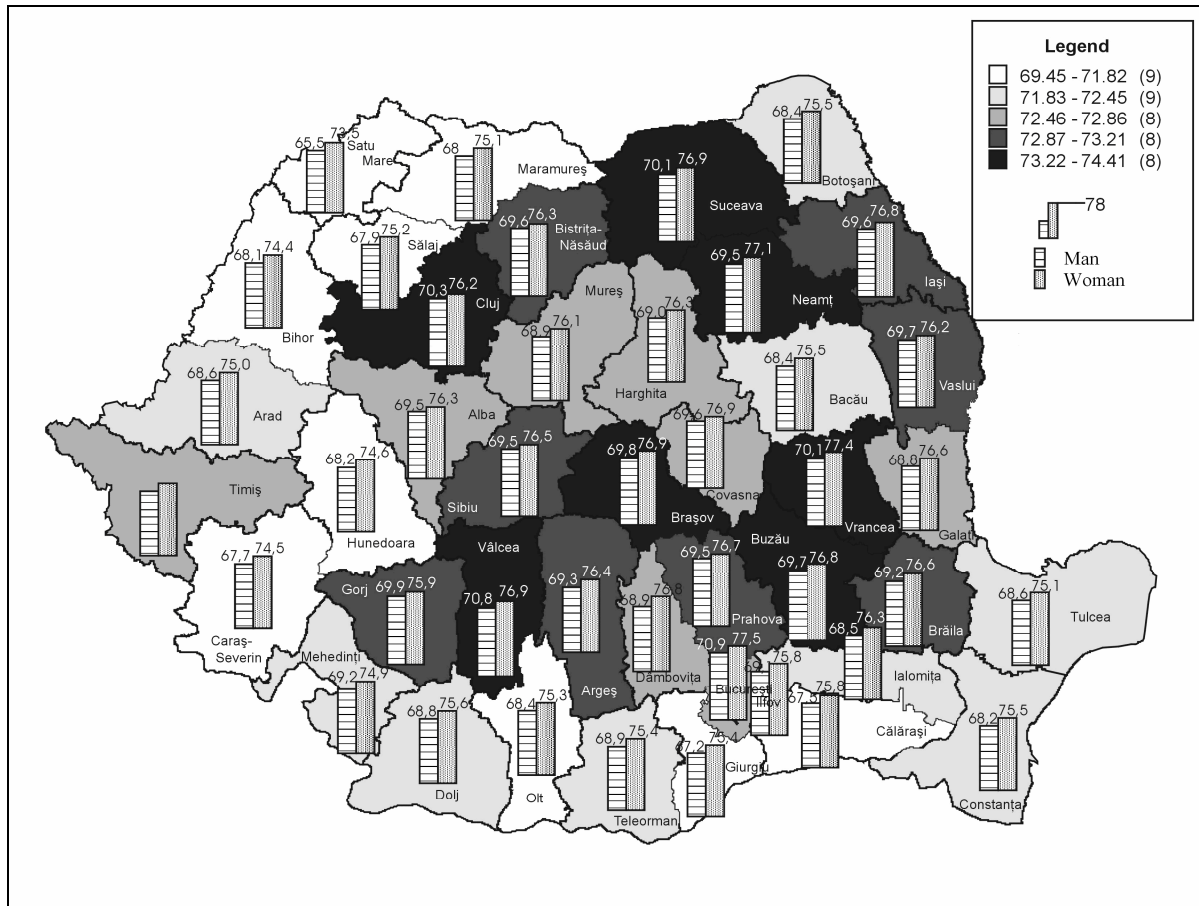 Legend
69.45 - 71.82 (9)
71.83 - 72.45 (9)
72.46 - 72.86 (8)
72.87 - 73.21 (8)
73.22 - 74.41 (8)
78
Man
Woman
68,4 75,5
Botoşani
65,5 73,5
Satu
Mare
68 75,1
Maramureş
70,1 76,9
Suceava
67,9 75,2
Sălaj
69,6 76,3
Bistriţa-
Năsăud
69,6 76,8
Iaşi
68,1 74,4
Bihor
70,3 76,2
Cluj
69,5 77,1
Neamţ
68,9 76,1
Mureş
69,0 76,3
Harghita
68,4 75,5
Bacău
69,7 76,2
Vaslui
68,6 75,0
Arad
69,5 76,3
Alba
69,6 76,9
Covasna
Timiş
68,2 74,6
Hunedoara
69,5 76,5
Sibiu
69,8 76,9
Braşov
70,1 77,4
Vrancea
68,8 76,6
Galaţi
67,7 74,5
Caraş-
Severin
69,9 75,9
Gorj
70,8 76,9
Vâlcea
69,3 76,4
Argeş
68,9 76,8
Dâmboviţa
69,5 76,7
Prahova
69,7 76,8
Buzău
69,2 76,6
Brăila
68,6 75,1
Tulcea
69,2 74,9
Mehedinţi
68,8 75,6
Dolj
68,4 75,3
Olt
68,9 75,4
Teleorman
67,2 75,4
Giurgiu
70,9 77,5
Bucureşti
75,8
Ilfov
67,5 75,8
Călăraşi
68,5 76,3
Ialomiţa
68,2 75,5
Constanţa